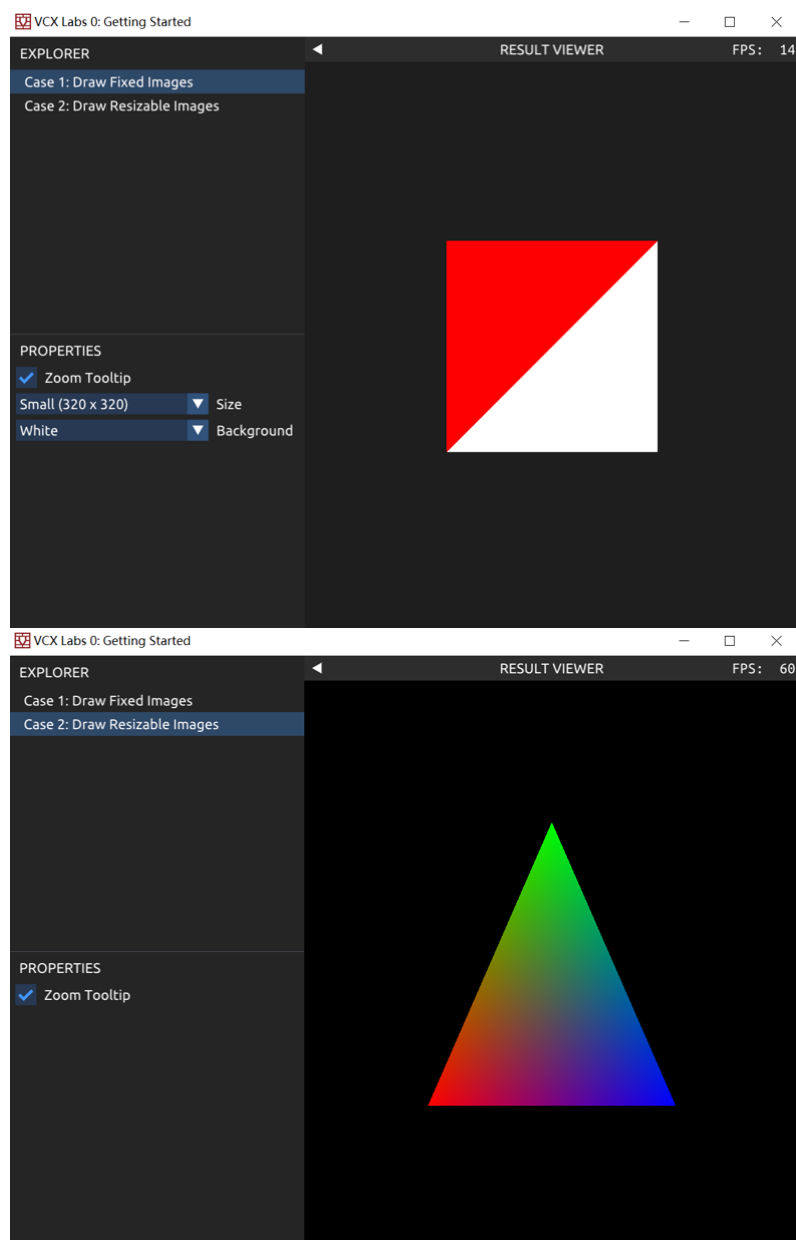 VCX Labs 0: Getting Started
EXPLORER
RESULT VIEWER
FPS: 14
Case 1: Draw Fixed Images
Case 2: Draw Resizable Images
PROPERTIES
Zoom Tooltip
Small (320 x 320) Size
White Background
VCX Labs 0: Getting Started
EXPLORER
RESULT VIEWER
FPS: 60
Case 1: Draw Fixed Images
Case 2: Draw Resizable Images
PROPERTIES
Zoom Tooltip